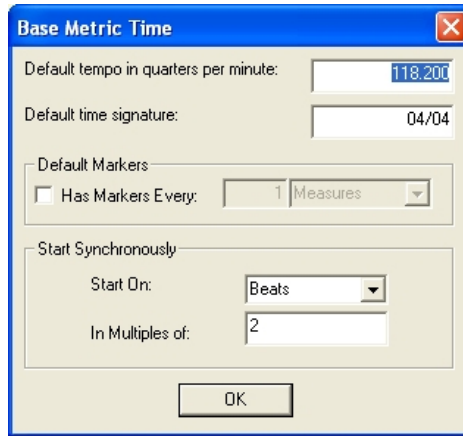 Base Metric Time
Default tempo in quarters per minute: 118.200
Default time signature: 04/04
Default Markers
Has Markers Every: 1 Measures
Start Synchronously
Start On: Beats
In Multiples of: 2
OK